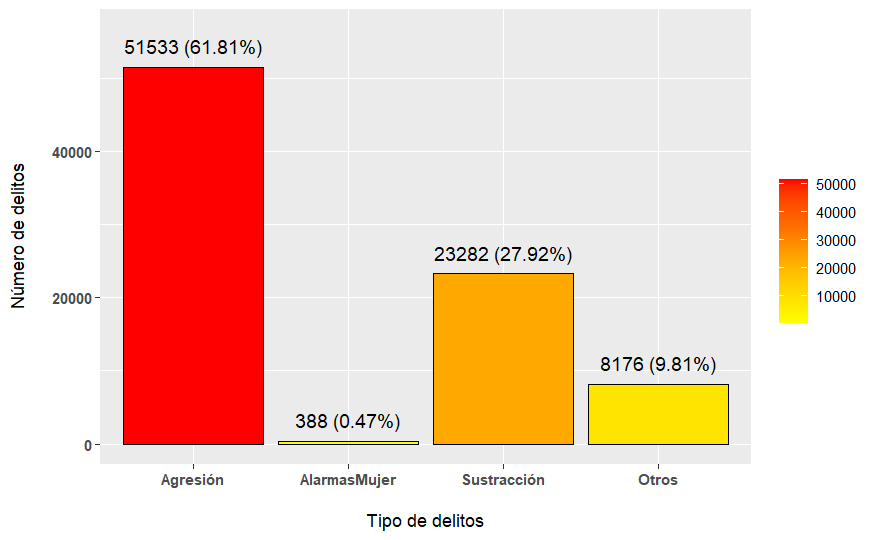 51533 (61.81%)
388 (0.47%)
23282 (27.92%)
8176 (9.81%)
Número de delitos
40000
20000
0
Agresión
AlarmasMujer
Sustracción
Otros
Tipo de delitos
50000
40000
30000
20000
10000